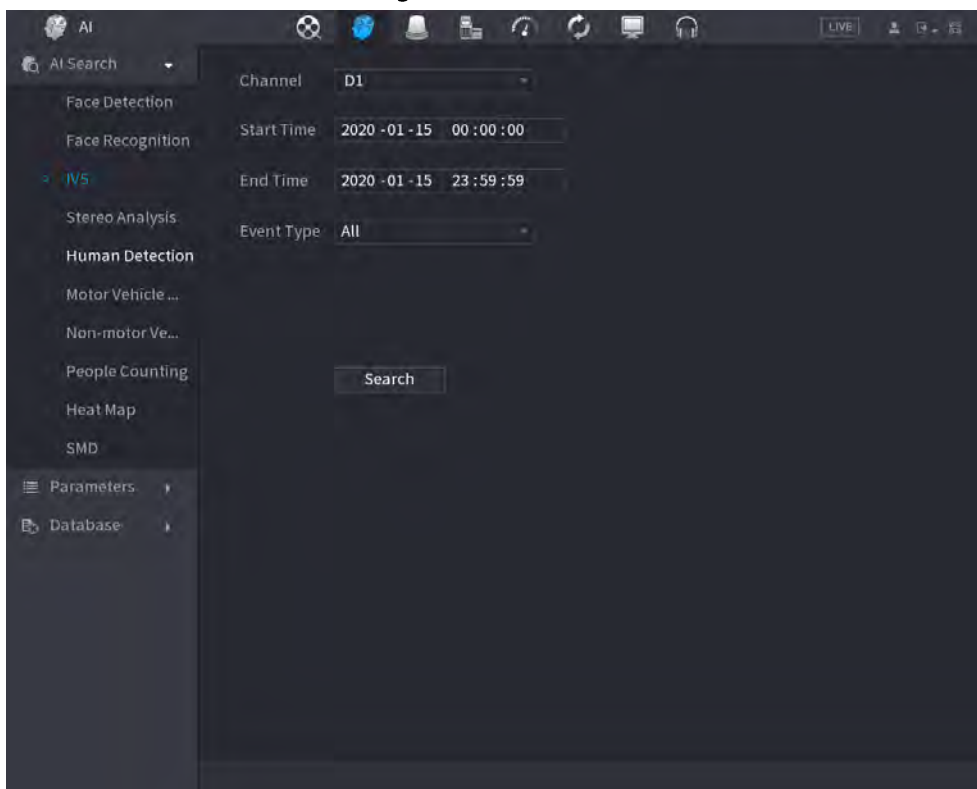 AI
LIVE
AI Search
Face Detection
Face Recognition
IVS
Stereo Analysis
Human Detection
Motor Vehicle ...
Non-motor Ve...
People Counting
Heat Map
SMD
Parameters
Database
Channel D1
Start Time 2020 -01 -15 00:00:00
End Time 2020 -01 -15 23:59:59
Event Type All
Search